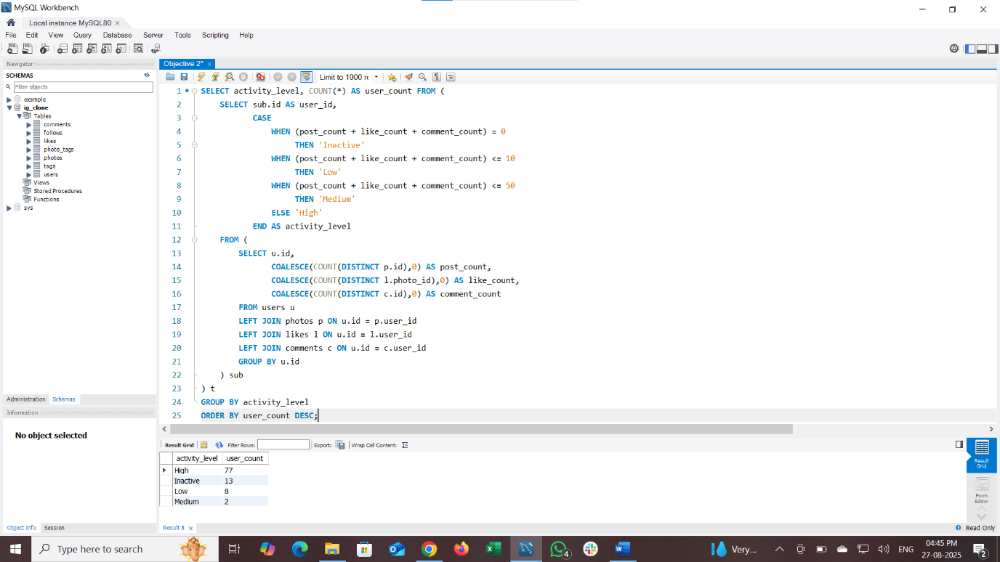 MySQL Workbench
Local instance MySQL80
File Edit View Query Database Server Tools Scripting Help
Navigator
SCHEMAS
Filter objects
example
ig_clone
Tables
comments
follows
likes
photo_tags
photos
tags
users
Views
Stored Procedures
Functions
sys
Administration Schemas
Information
No object selected
Object Info Session
Objective 2*
Limit to 1000 rc
1 SELECT activity_level, COUNT(*) AS user_count FROM (
2 SELECT sub.id AS user_id,
3 CASE
4 WHEN (post_count + like_count + comment_count) = 0
5 THEN 'Inactive'
6 WHEN (post_count + like_count + comment_count) <= 10
7 THEN 'Low'
8 WHEN (post_count + like_count + comment_count) <= 50
9 THEN 'Medium'
10 ELSE 'High'
11 END AS activity_level
12 FROM (
13 SELECT u.id,
14 COALESCE(COUNT(DISTINCT p.id),0) AS post_count,
15 COALESCE(COUNT(DISTINCT l.photo_id),0) AS like_count,
16 COALESCE(COUNT(DISTINCT c.id),0) AS comment_count
17 FROM users u
18 LEFT JOIN photos p ON u.id = p.user_id
19 LEFT JOIN likes l ON u.id = l.user_id
20 LEFT JOIN comments c ON u.id = c.user_id
21 GROUP BY u.id
22 ) sub
23 ) t
24 GROUP BY activity_level
25 ORDER BY user_count DESC;
Result Grid Filter Rows: Export: Wrap Cell Content:
activity_level user_count
High 77
Inactive 13
Low 8
Medium 2
Result
Grid
Form
Editor
Result 8
Read Only
Type here to search
4
Very...
ENG
04:45 PM
27-08-2025
2